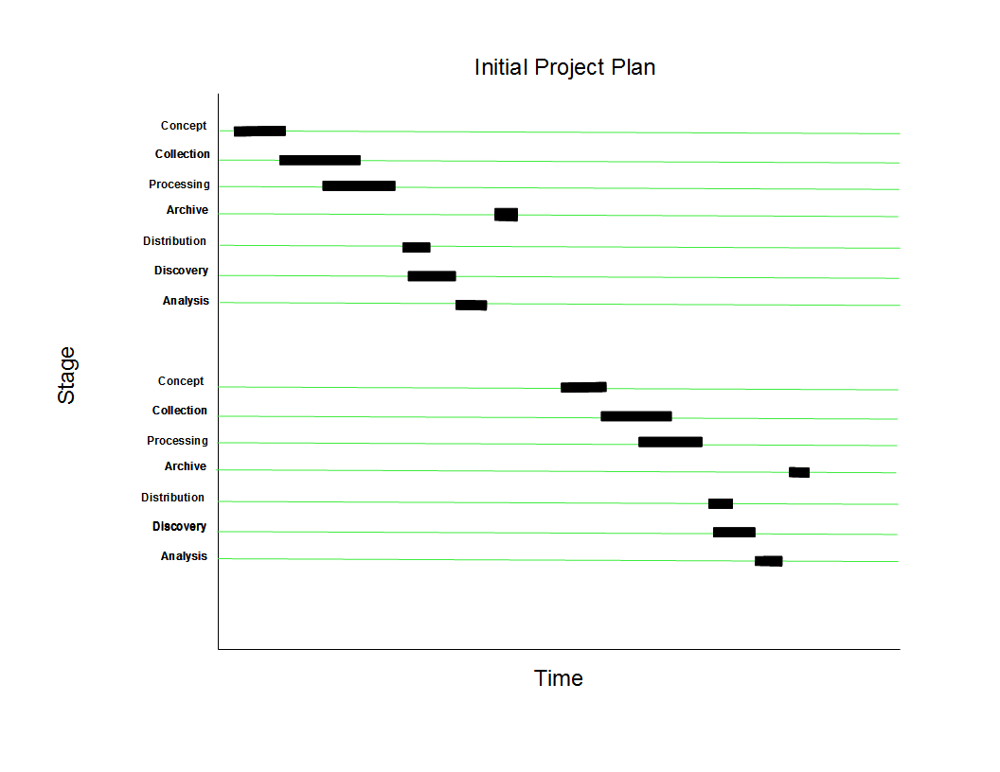 Initial Project Plan
Concept
Collection
Processing
Archive
Distribution
Discovery
Analysis
Stage
Concept
Collection
Processing
Archive
Distribution
Discovery
Analysis
Time